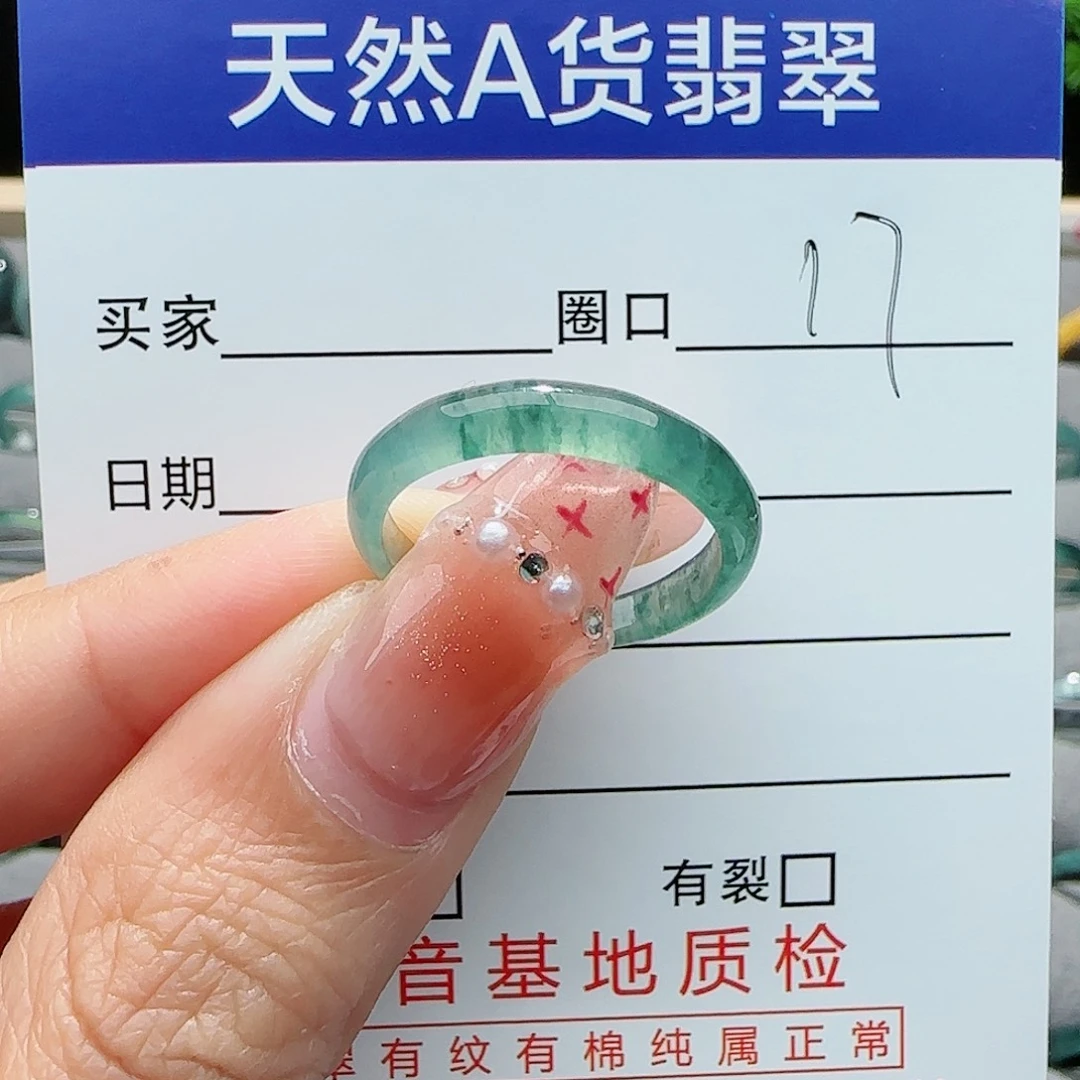 天然A货翡翠
买家 圈口 17
日期
有裂
音基地质检
翠有纹有棉纯属正常